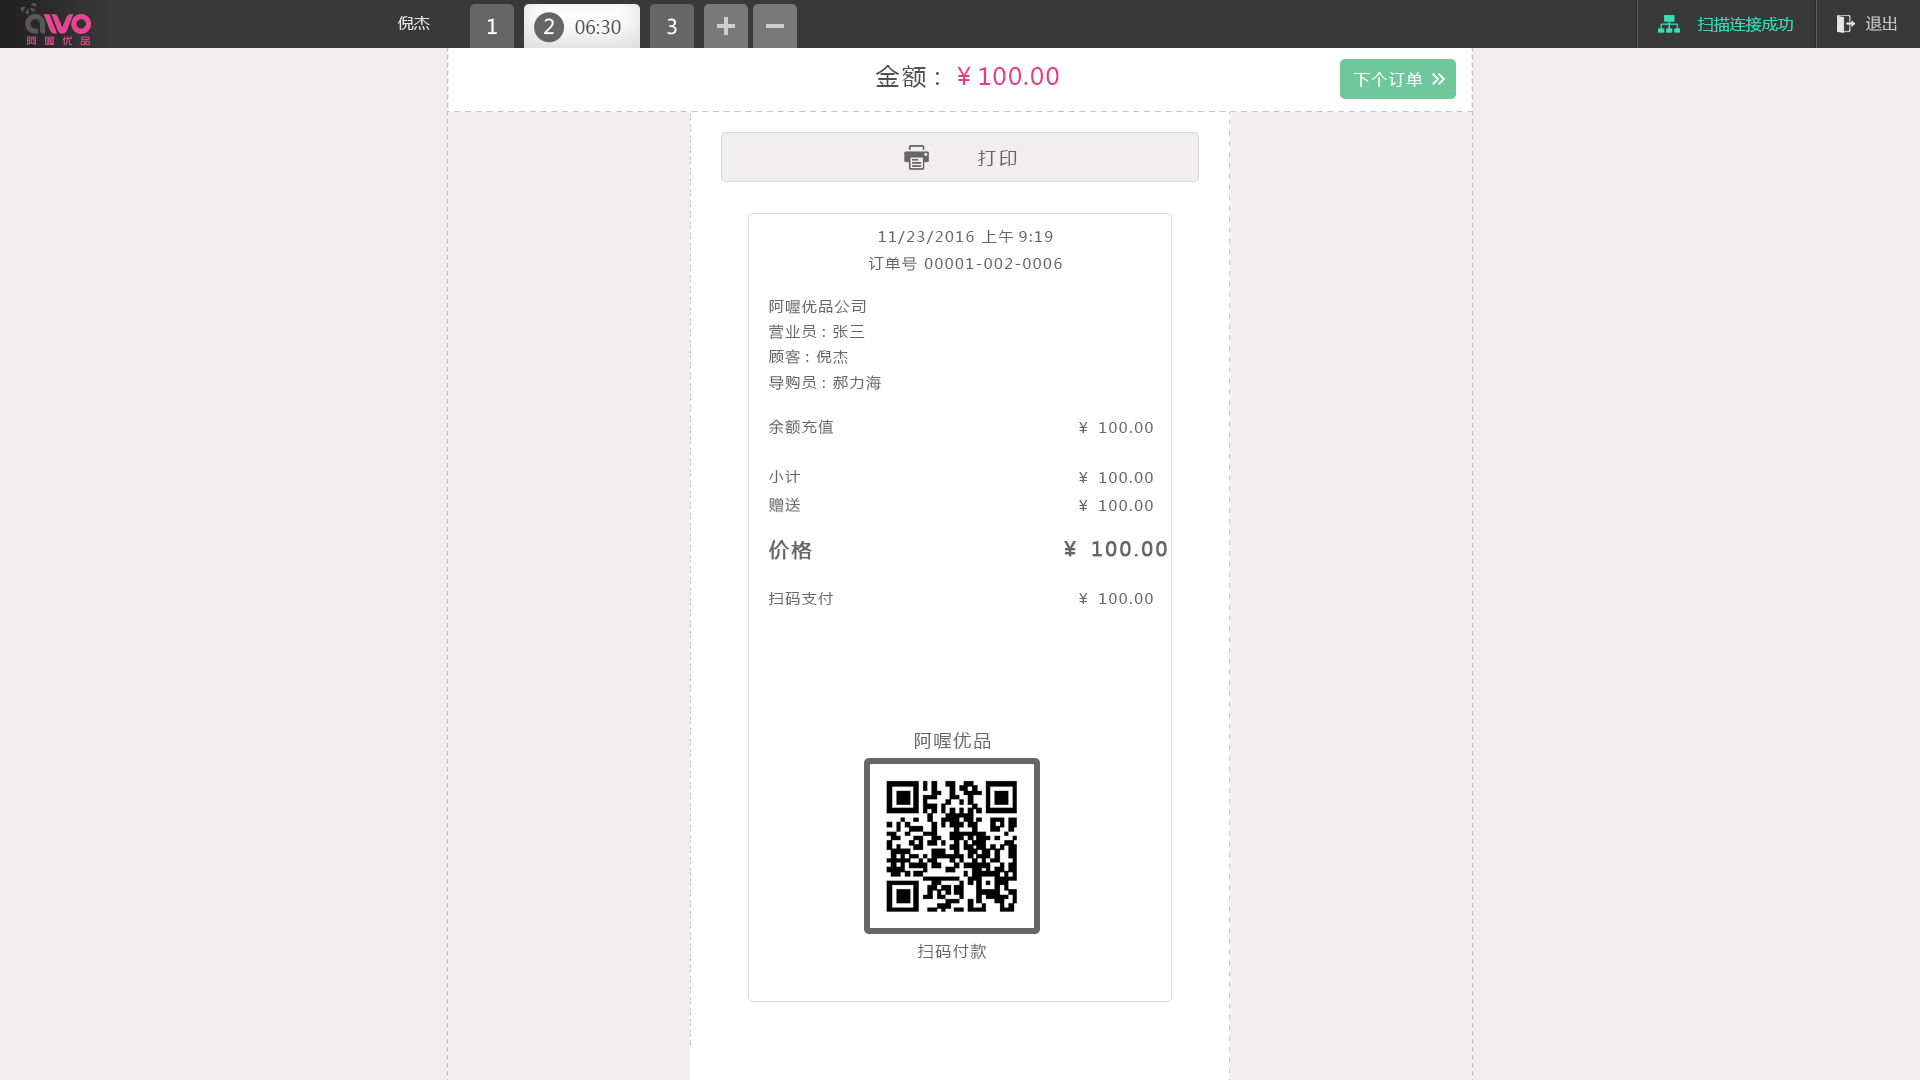 awo
阿喔优品
倪杰
1
2 06:30
3
扫描连接成功
退出
金额： ¥ 100.00
下个订单
打印
11/23/2016 上午 9:19
订单号 00001-002-0006
阿喔优品公司
营业员 : 张三
顾客 : 倪杰
导购员 : 郝力海
余额充值 ¥ 100.00
小计 ¥ 100.00
赠送 ¥ 100.00
价格 ¥ 100.00
扫码支付 ¥ 100.00
阿喔优品
扫码付款